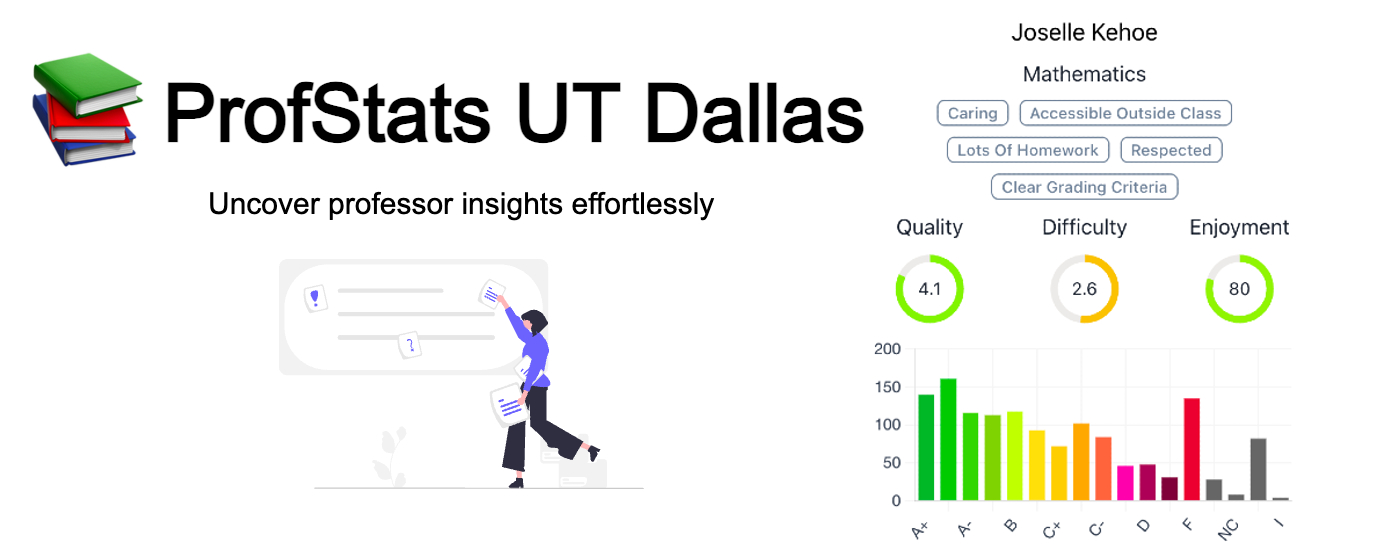 ProfStats UT Dallas
Uncover professor insights effortlessly
!
?
Joselle Kehoe
Mathematics
Caring Accessible Outside Class
Lots Of Homework Respected
Clear Grading Criteria
Quality Difficulty Enjoyment
4.1 2.6 80
200
150
100
50
0
A+ A- B C+ C- D F NC I